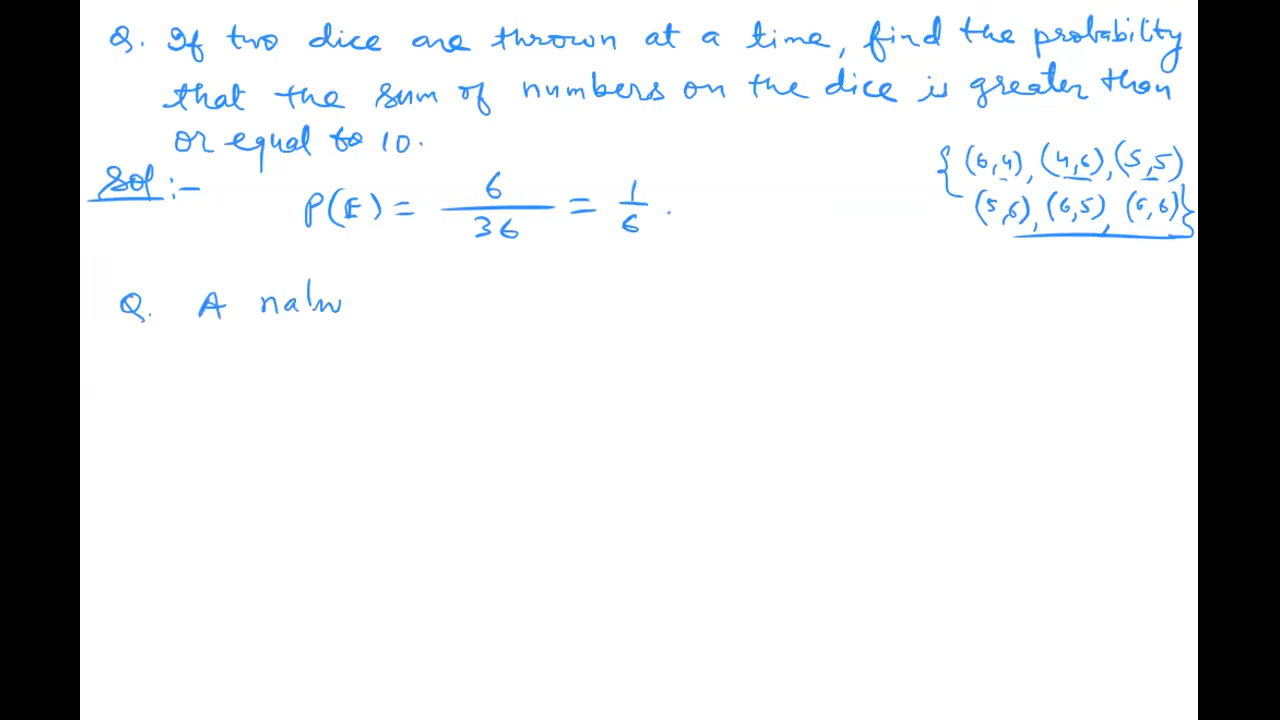 Q. If two dice are thrown at a time, find the probability
that the sum of numbers on the dice is greater than
or equal to 10.
Sol :-
P(E) = 6/36 = 1/6 .
{(6,4), (4,6), (5,5)
(5,6), (6,5), (6,6)}
Q. A